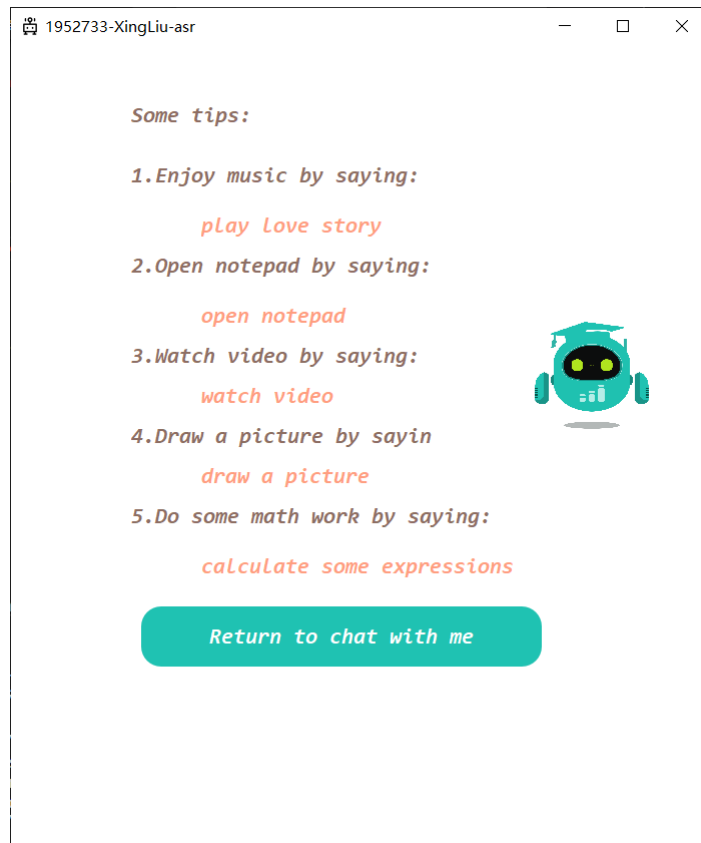 1952733-XingLiu-asr
Some tips:
1.Enjoy music by saying:
play love story
2.Open notepad by saying:
open notepad
3.Watch video by saying:
watch video
4.Draw a picture by sayin
draw a picture
5.Do some math work by saying:
calculate some expressions
Return to chat with me